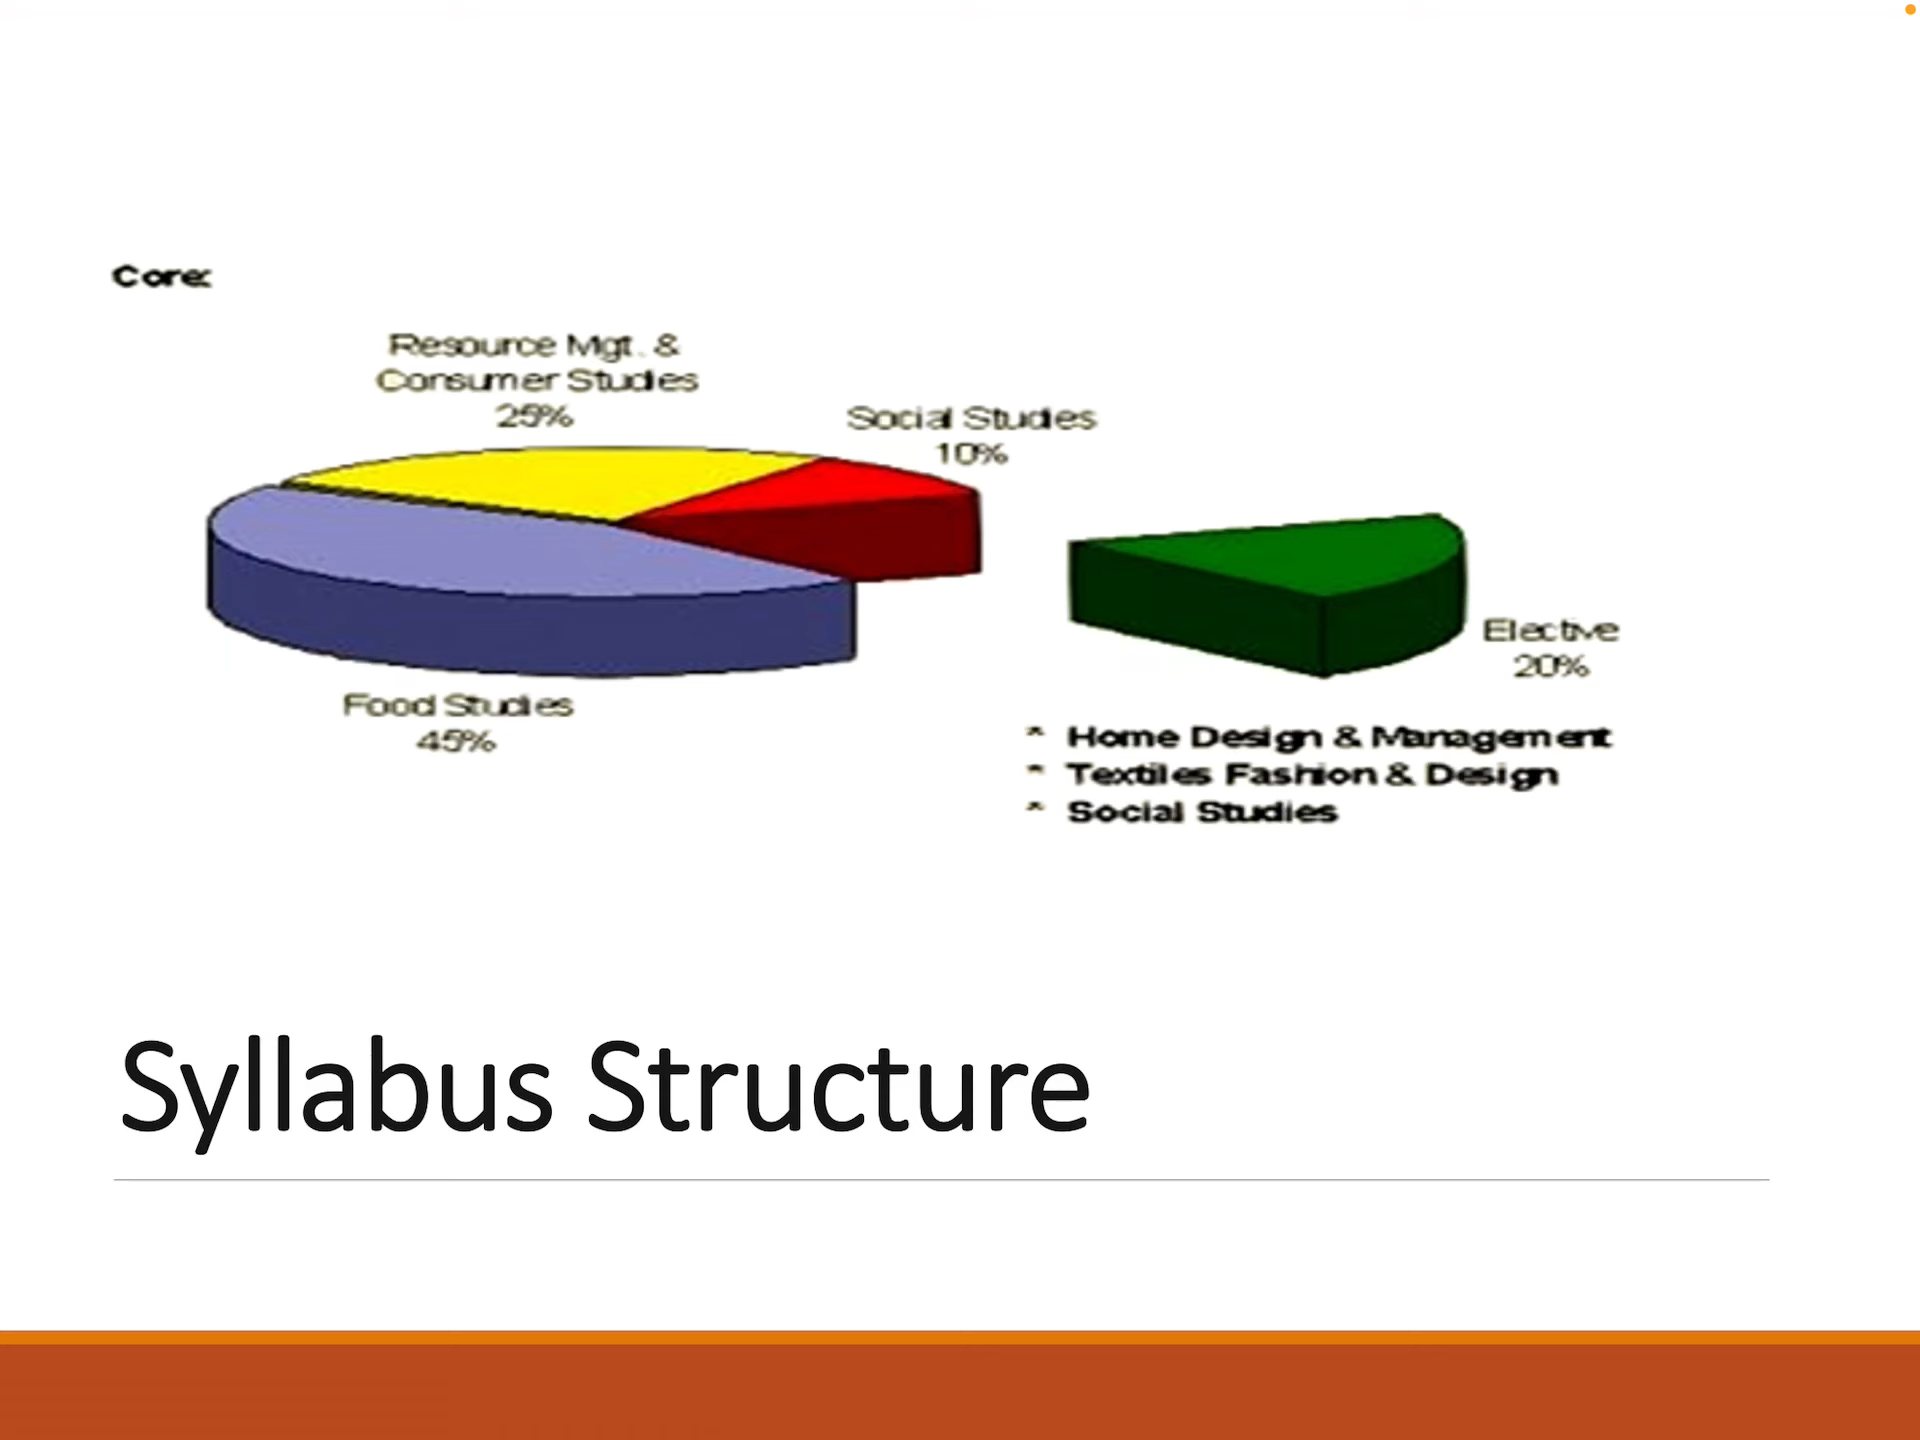 Core:
Resource Mgt. &
Consumer Studies
25%
Social Studies
10%
Elective
20%
Food Studies
45%
* Home Design & Management
* Textiles Fashion & Design
* Social Studies
Syllabus Structure